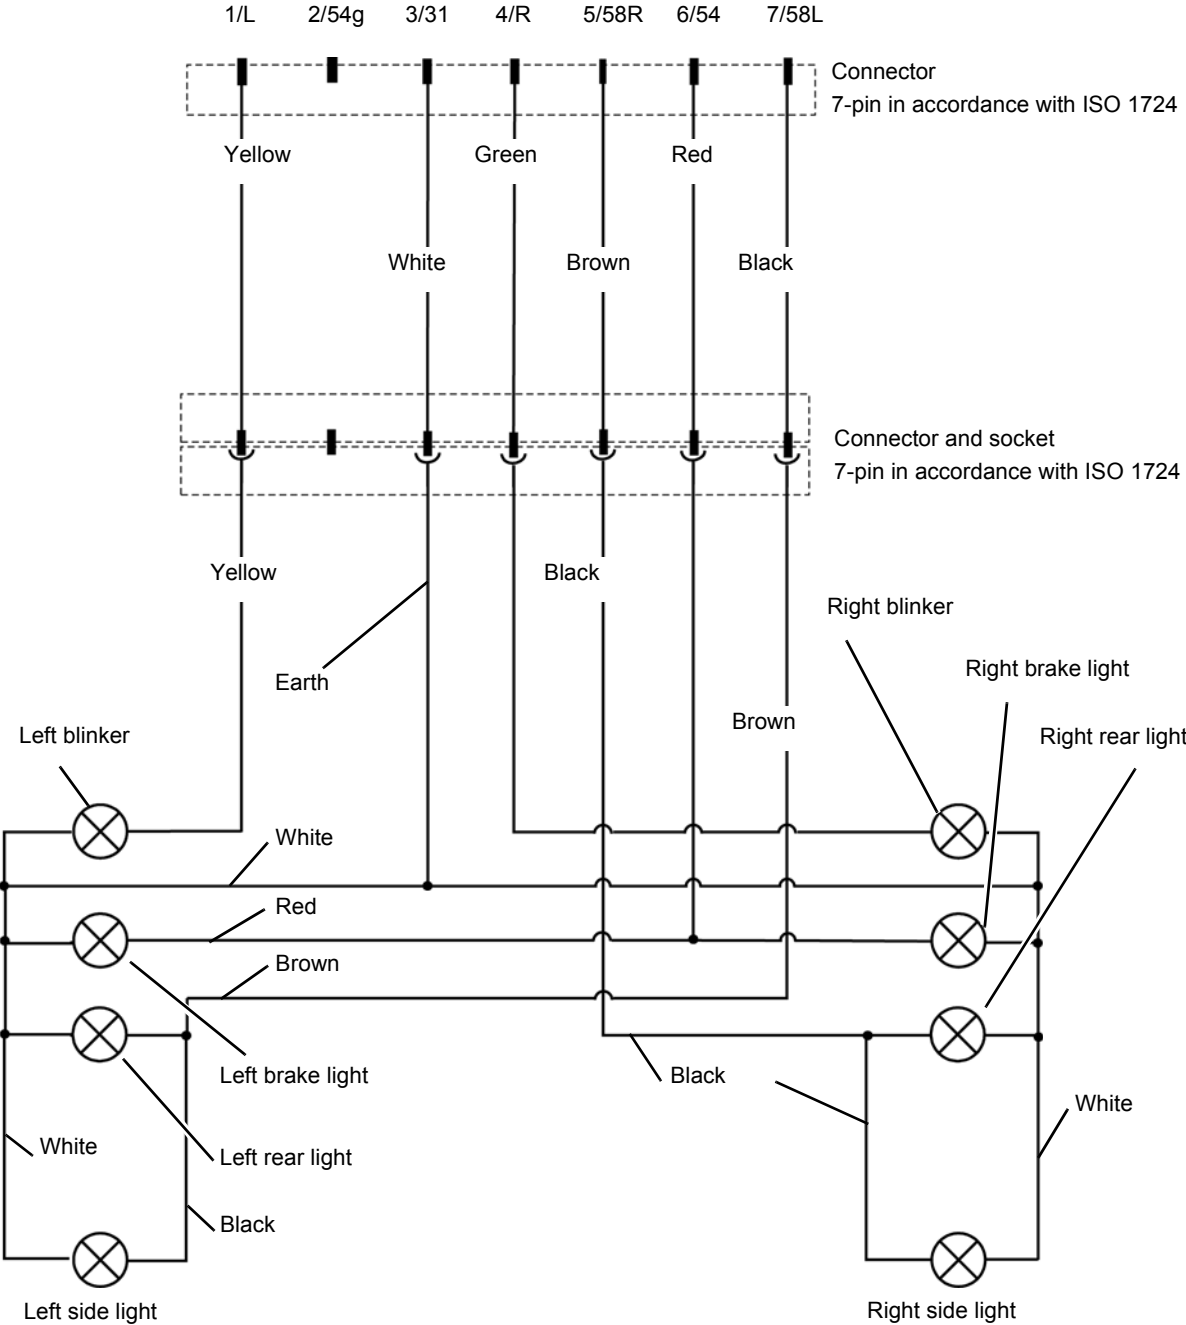 1/L 2/54g 3/31 4/R 5/58R 6/54 7/58L
Connector
7-pin in accordance with ISO 1724
Yellow Green Red
White Brown Black
Connector and socket
7-pin in accordance with ISO 1724
Yellow Black
Right blinker
Right brake light
Earth
Brown
Left blinker
Right rear light
White
Red
Brown
Left brake light
Black
White
White
Left rear light
Black
Left side light
Right side light